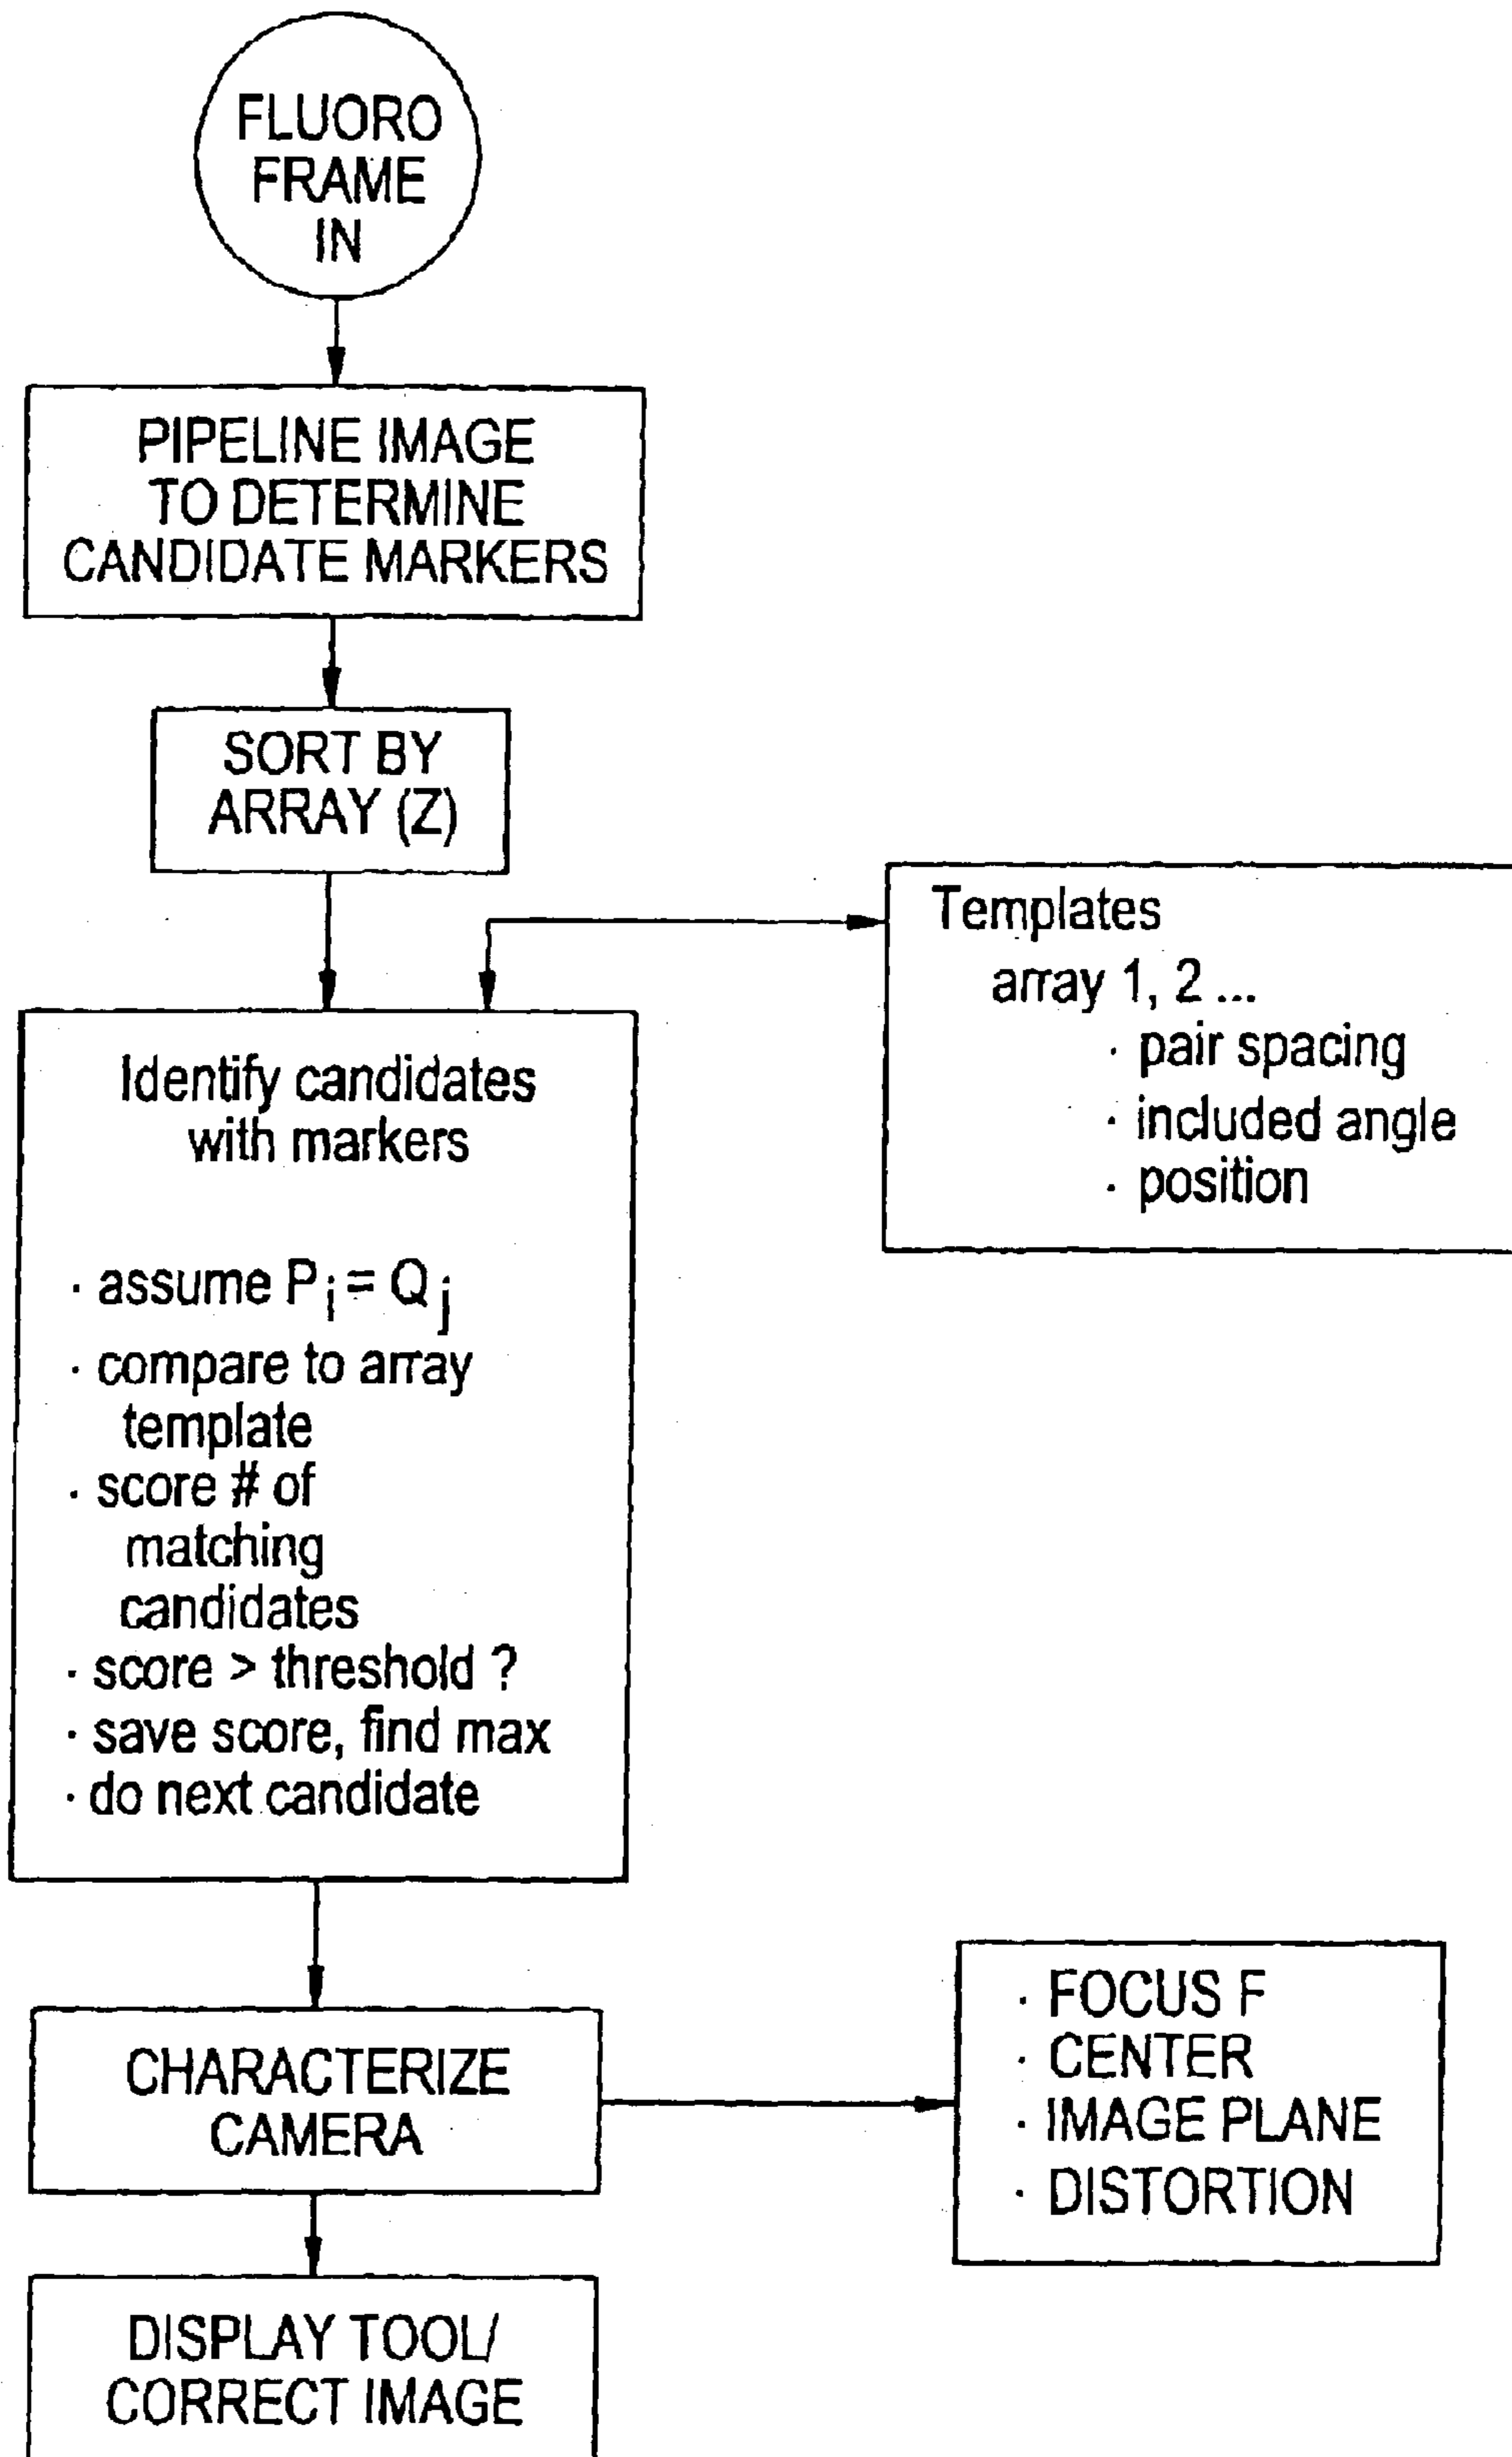 FLUORO
FRAME
IN
PIPELINE IMAGE
TO DETERMINE
CANDIDATE MARKERS
SORT BY
ARRAY (Z)
Templates
array 1, 2 ...
· pair spacing
· included angle
· position
Identify candidates
with markers
· assume P i = Q j
· compare to array
template
· score # of
matching
candidates
· score > threshold ?
· save score, find max
· do next candidate
CHARACTERIZE
CAMERA
· FOCUS F
· CENTER
· IMAGE PLANE
· DISTORTION
DISPLAY TOOL/
CORRECT IMAGE